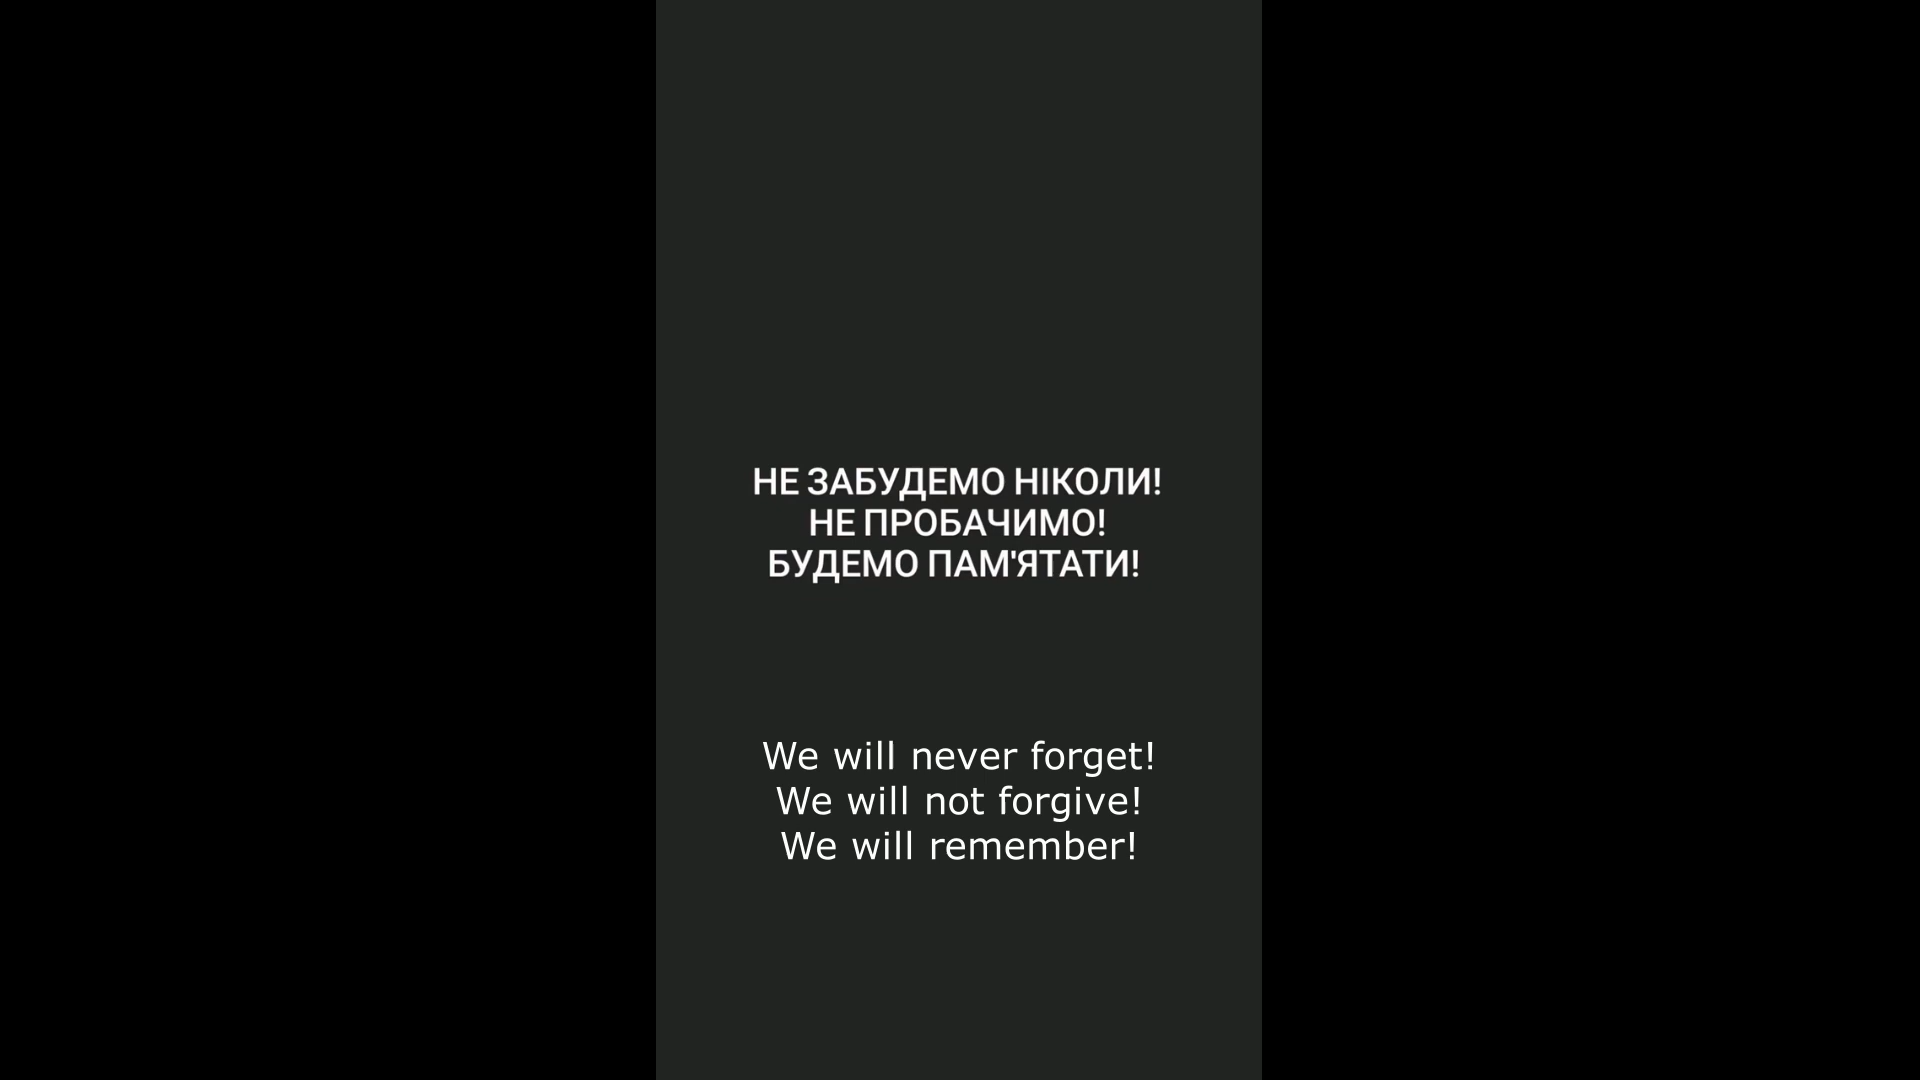 НЕ ЗАБУДЕМО НІКОЛИ!
НЕ ПРОБАЧИМО!
БУДЕМО ПАМ'ЯТАТИ!
We will never forget!
We will not forgive!
We will remember!